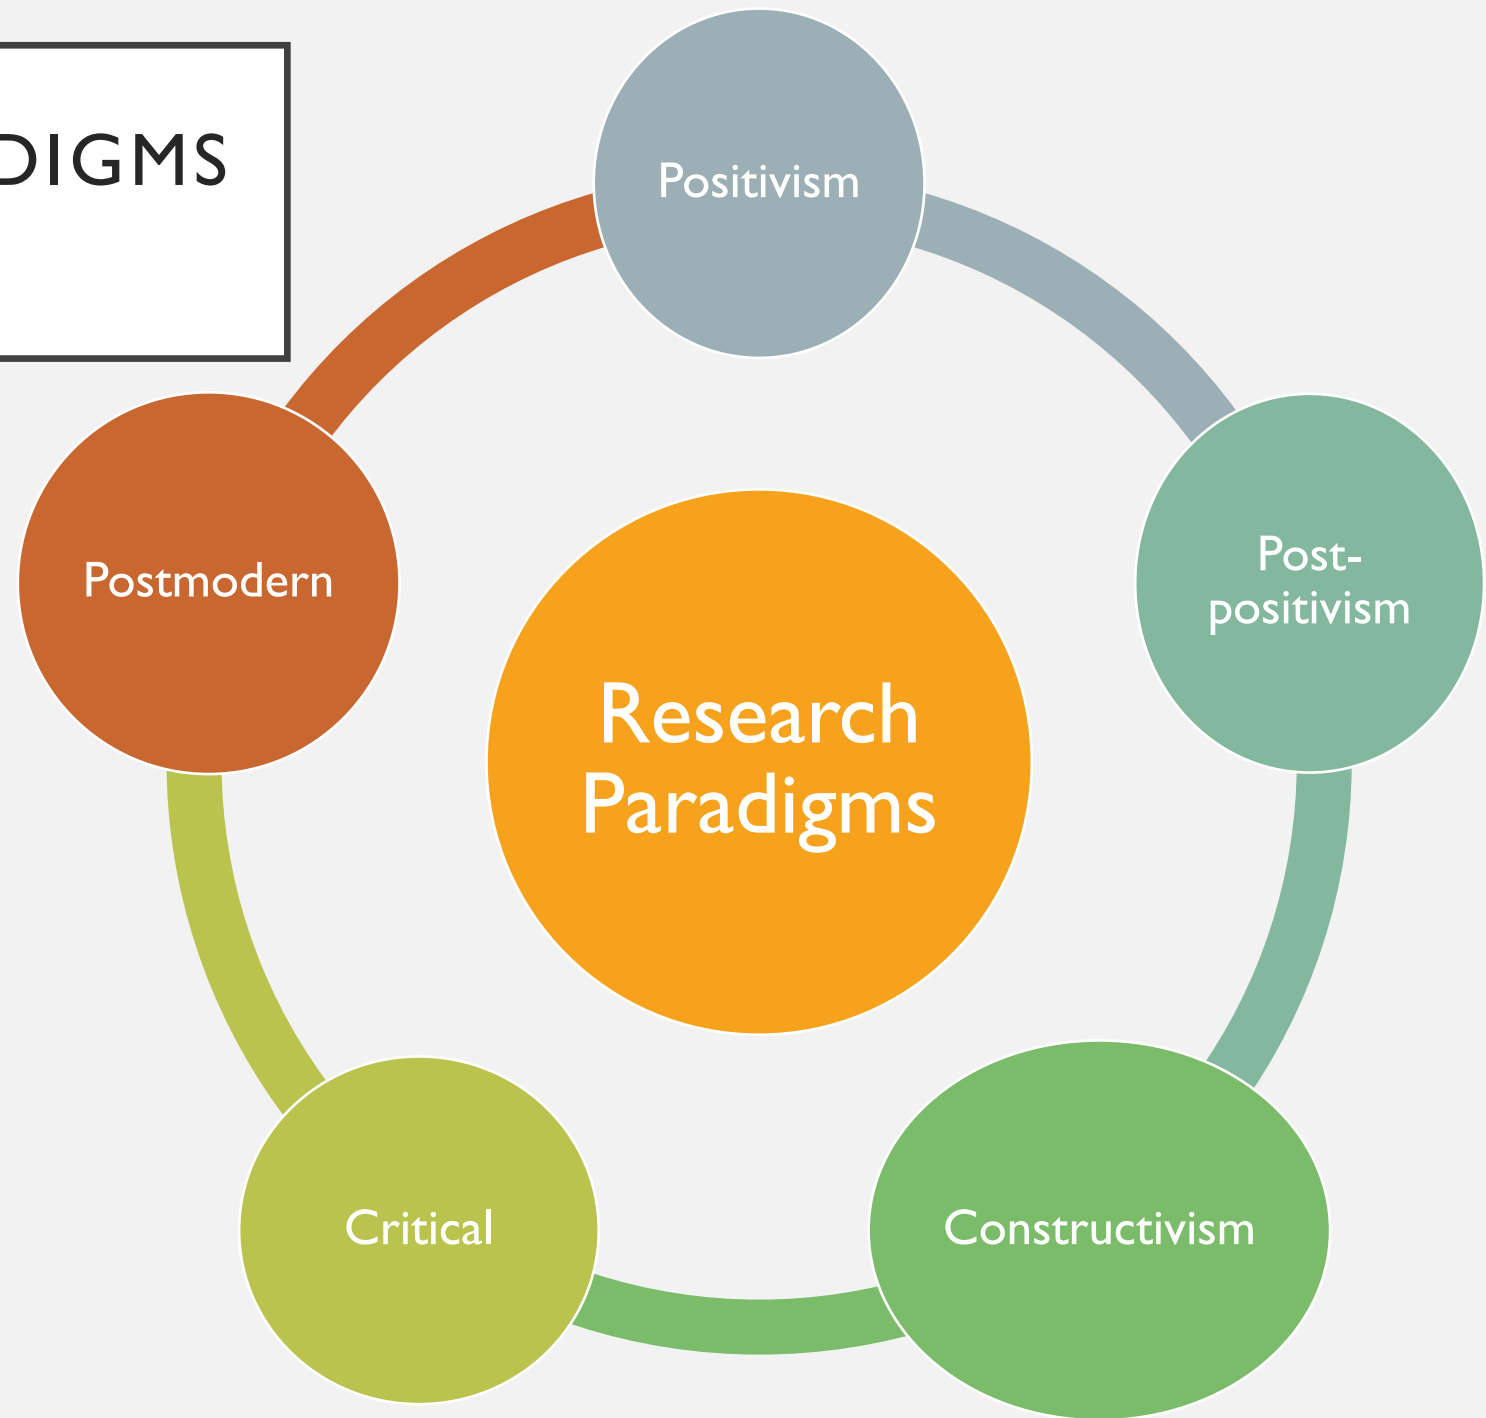 DIGMS
Positivism
Post-
positivism
Constructivism
Critical
Postmodern
Research
Paradigms